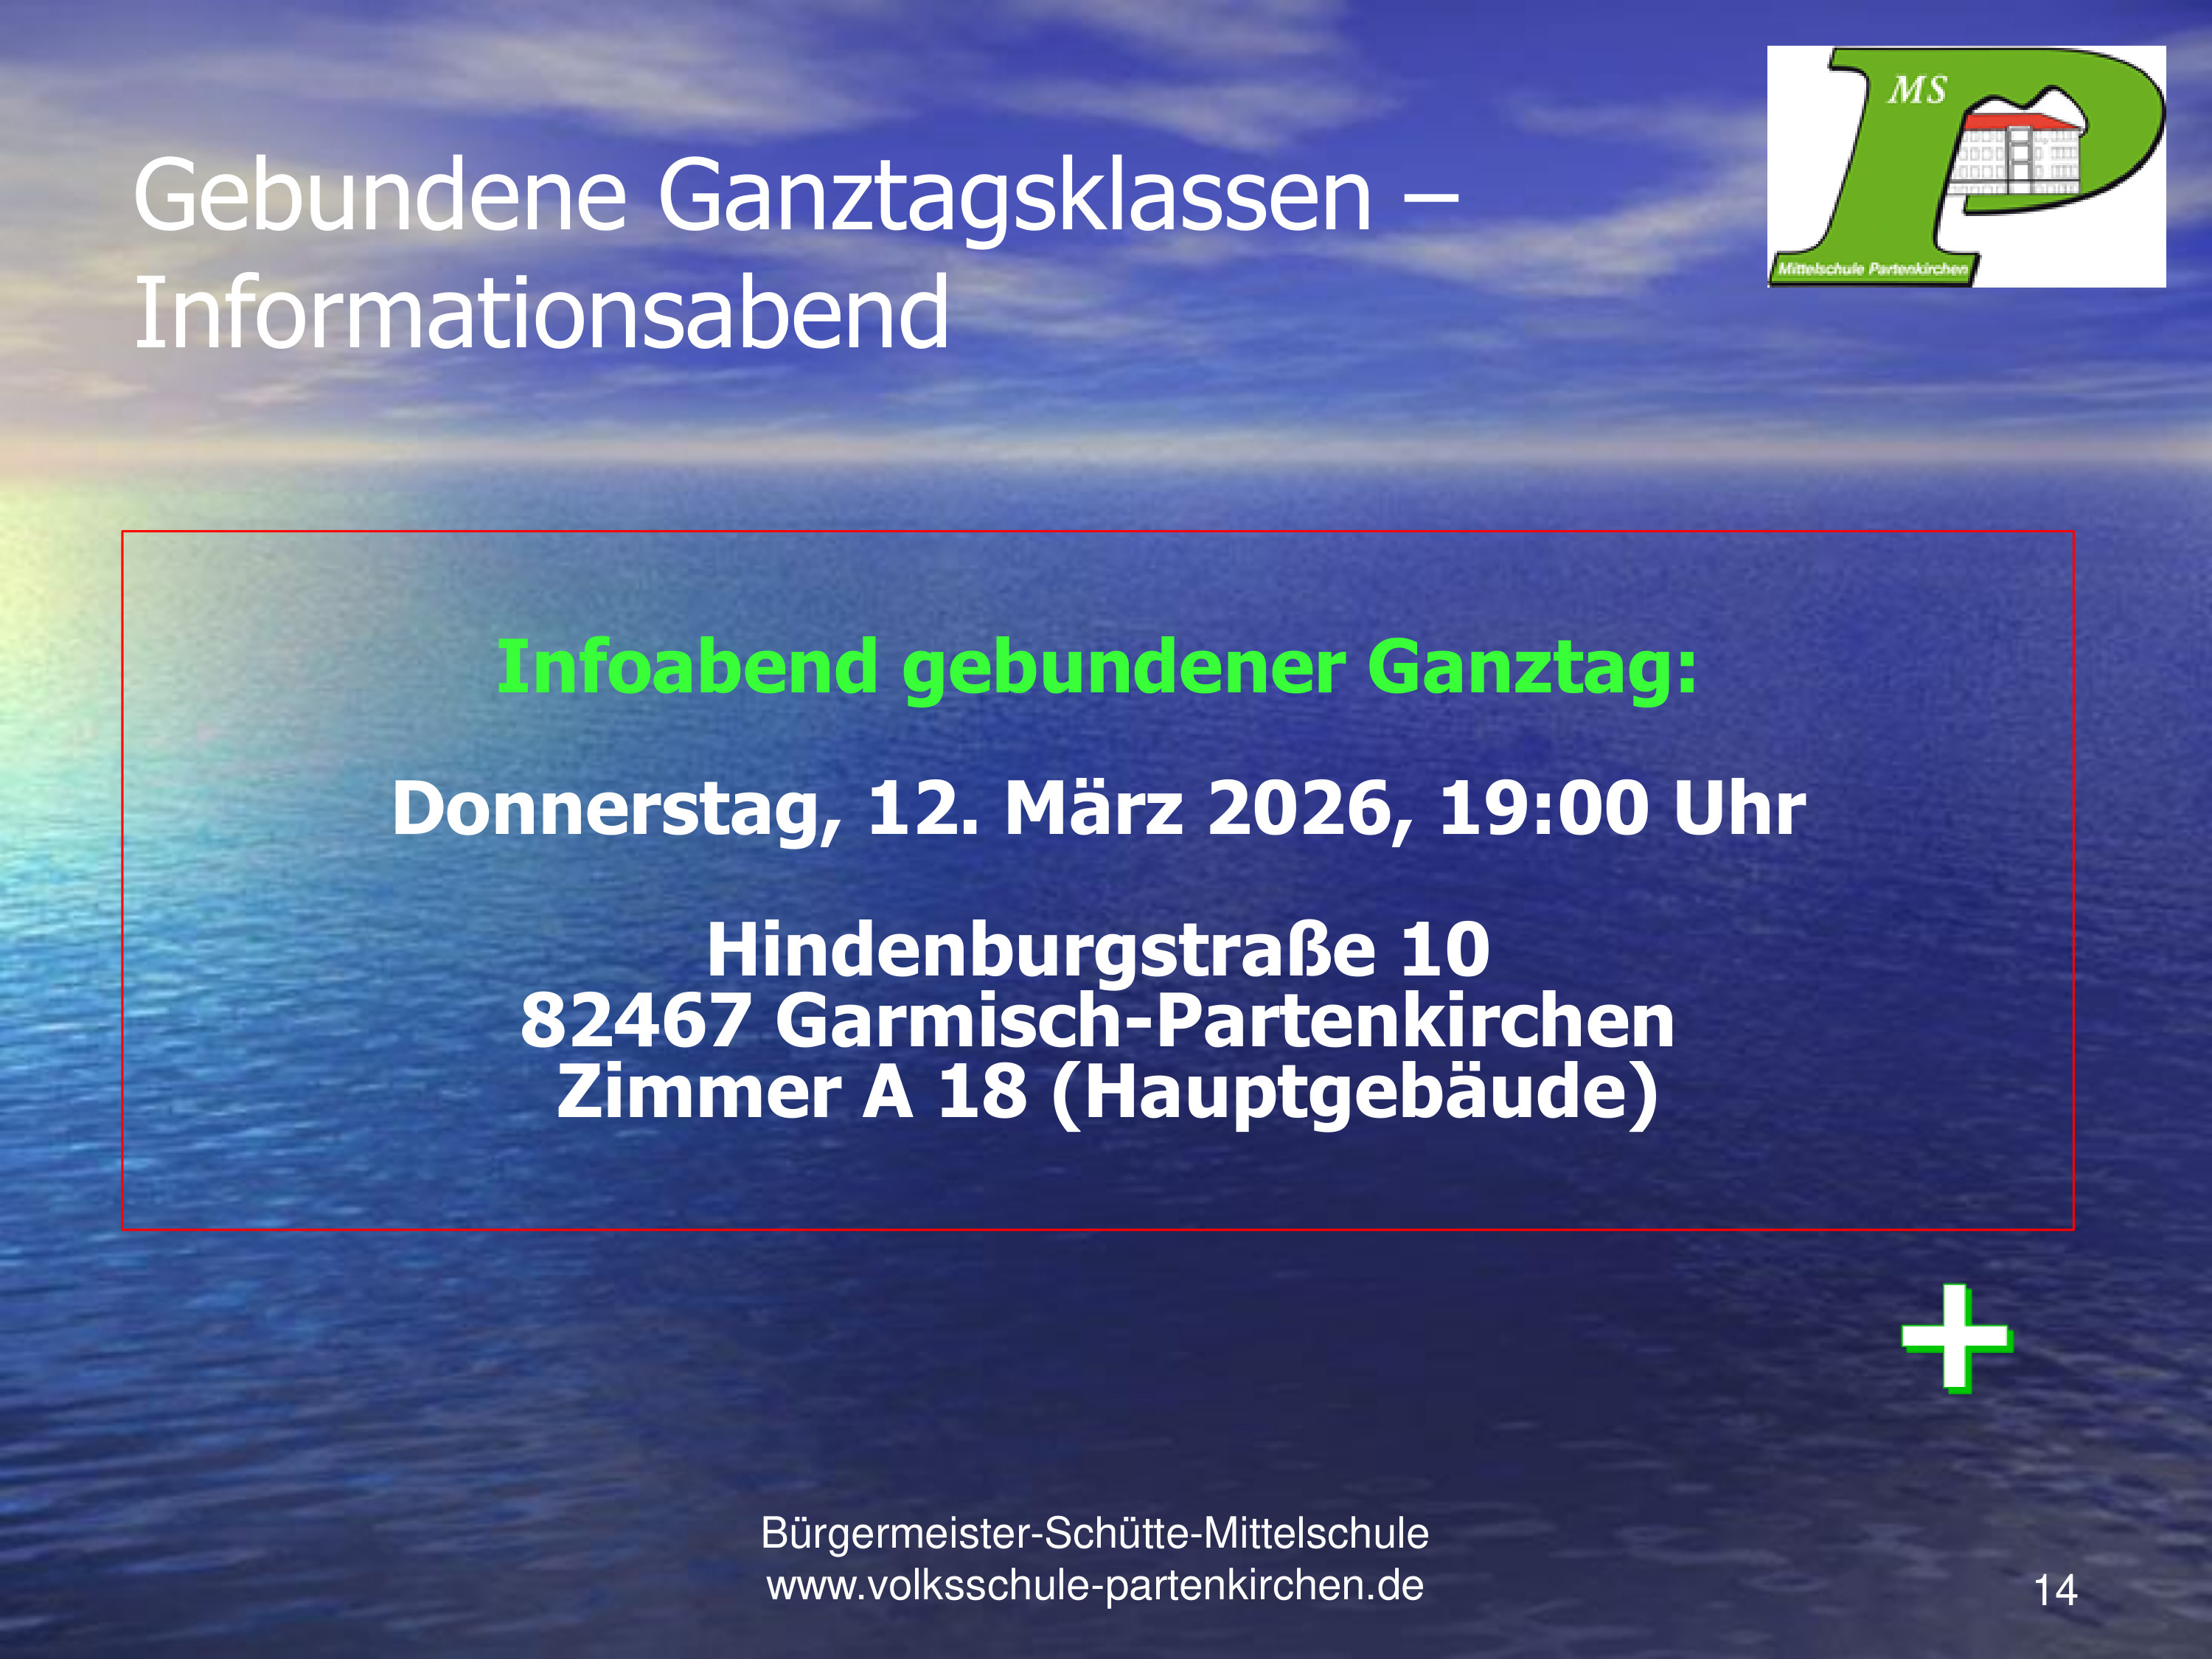 MS
Mittelschule Partenkirchen
Gebundene Ganztagsklassen –
Informationsabend
Infoabend gebundener Ganztag:
Donnerstag, 12. März 2026, 19:00 Uhr
Hindenburgstraße 10
82467 Garmisch-Partenkirchen
Zimmer A 18 (Hauptgebäude)
+
Bürgermeister-Schütte-Mittelschule
www.volksschule-partenkirchen.de
14